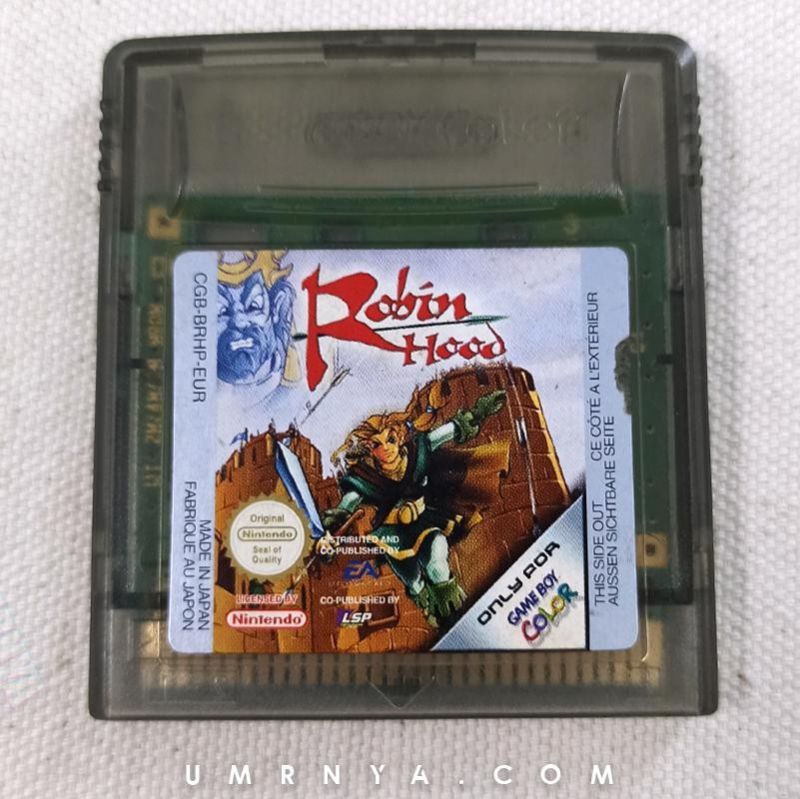 CGB-BRHP-EUR
Robin
Hood
THIS SIDE OUT CE CÔTÉ A L'EXTÉRIEUR
AUSSEN SICHTBARE SEITE
MADE IN JAPAN
FABRIQUÉ AU JAPON
Original
Nintendo
Seal of
Quality
DISTRIBUTED AND
CO-PUBLISHED BY
EA
LICENSED BY
Nintendo
CO-PUBLISHED BY
LSP
ONLY FOR
GAME BOY
COLOR
UMRNYA.COM